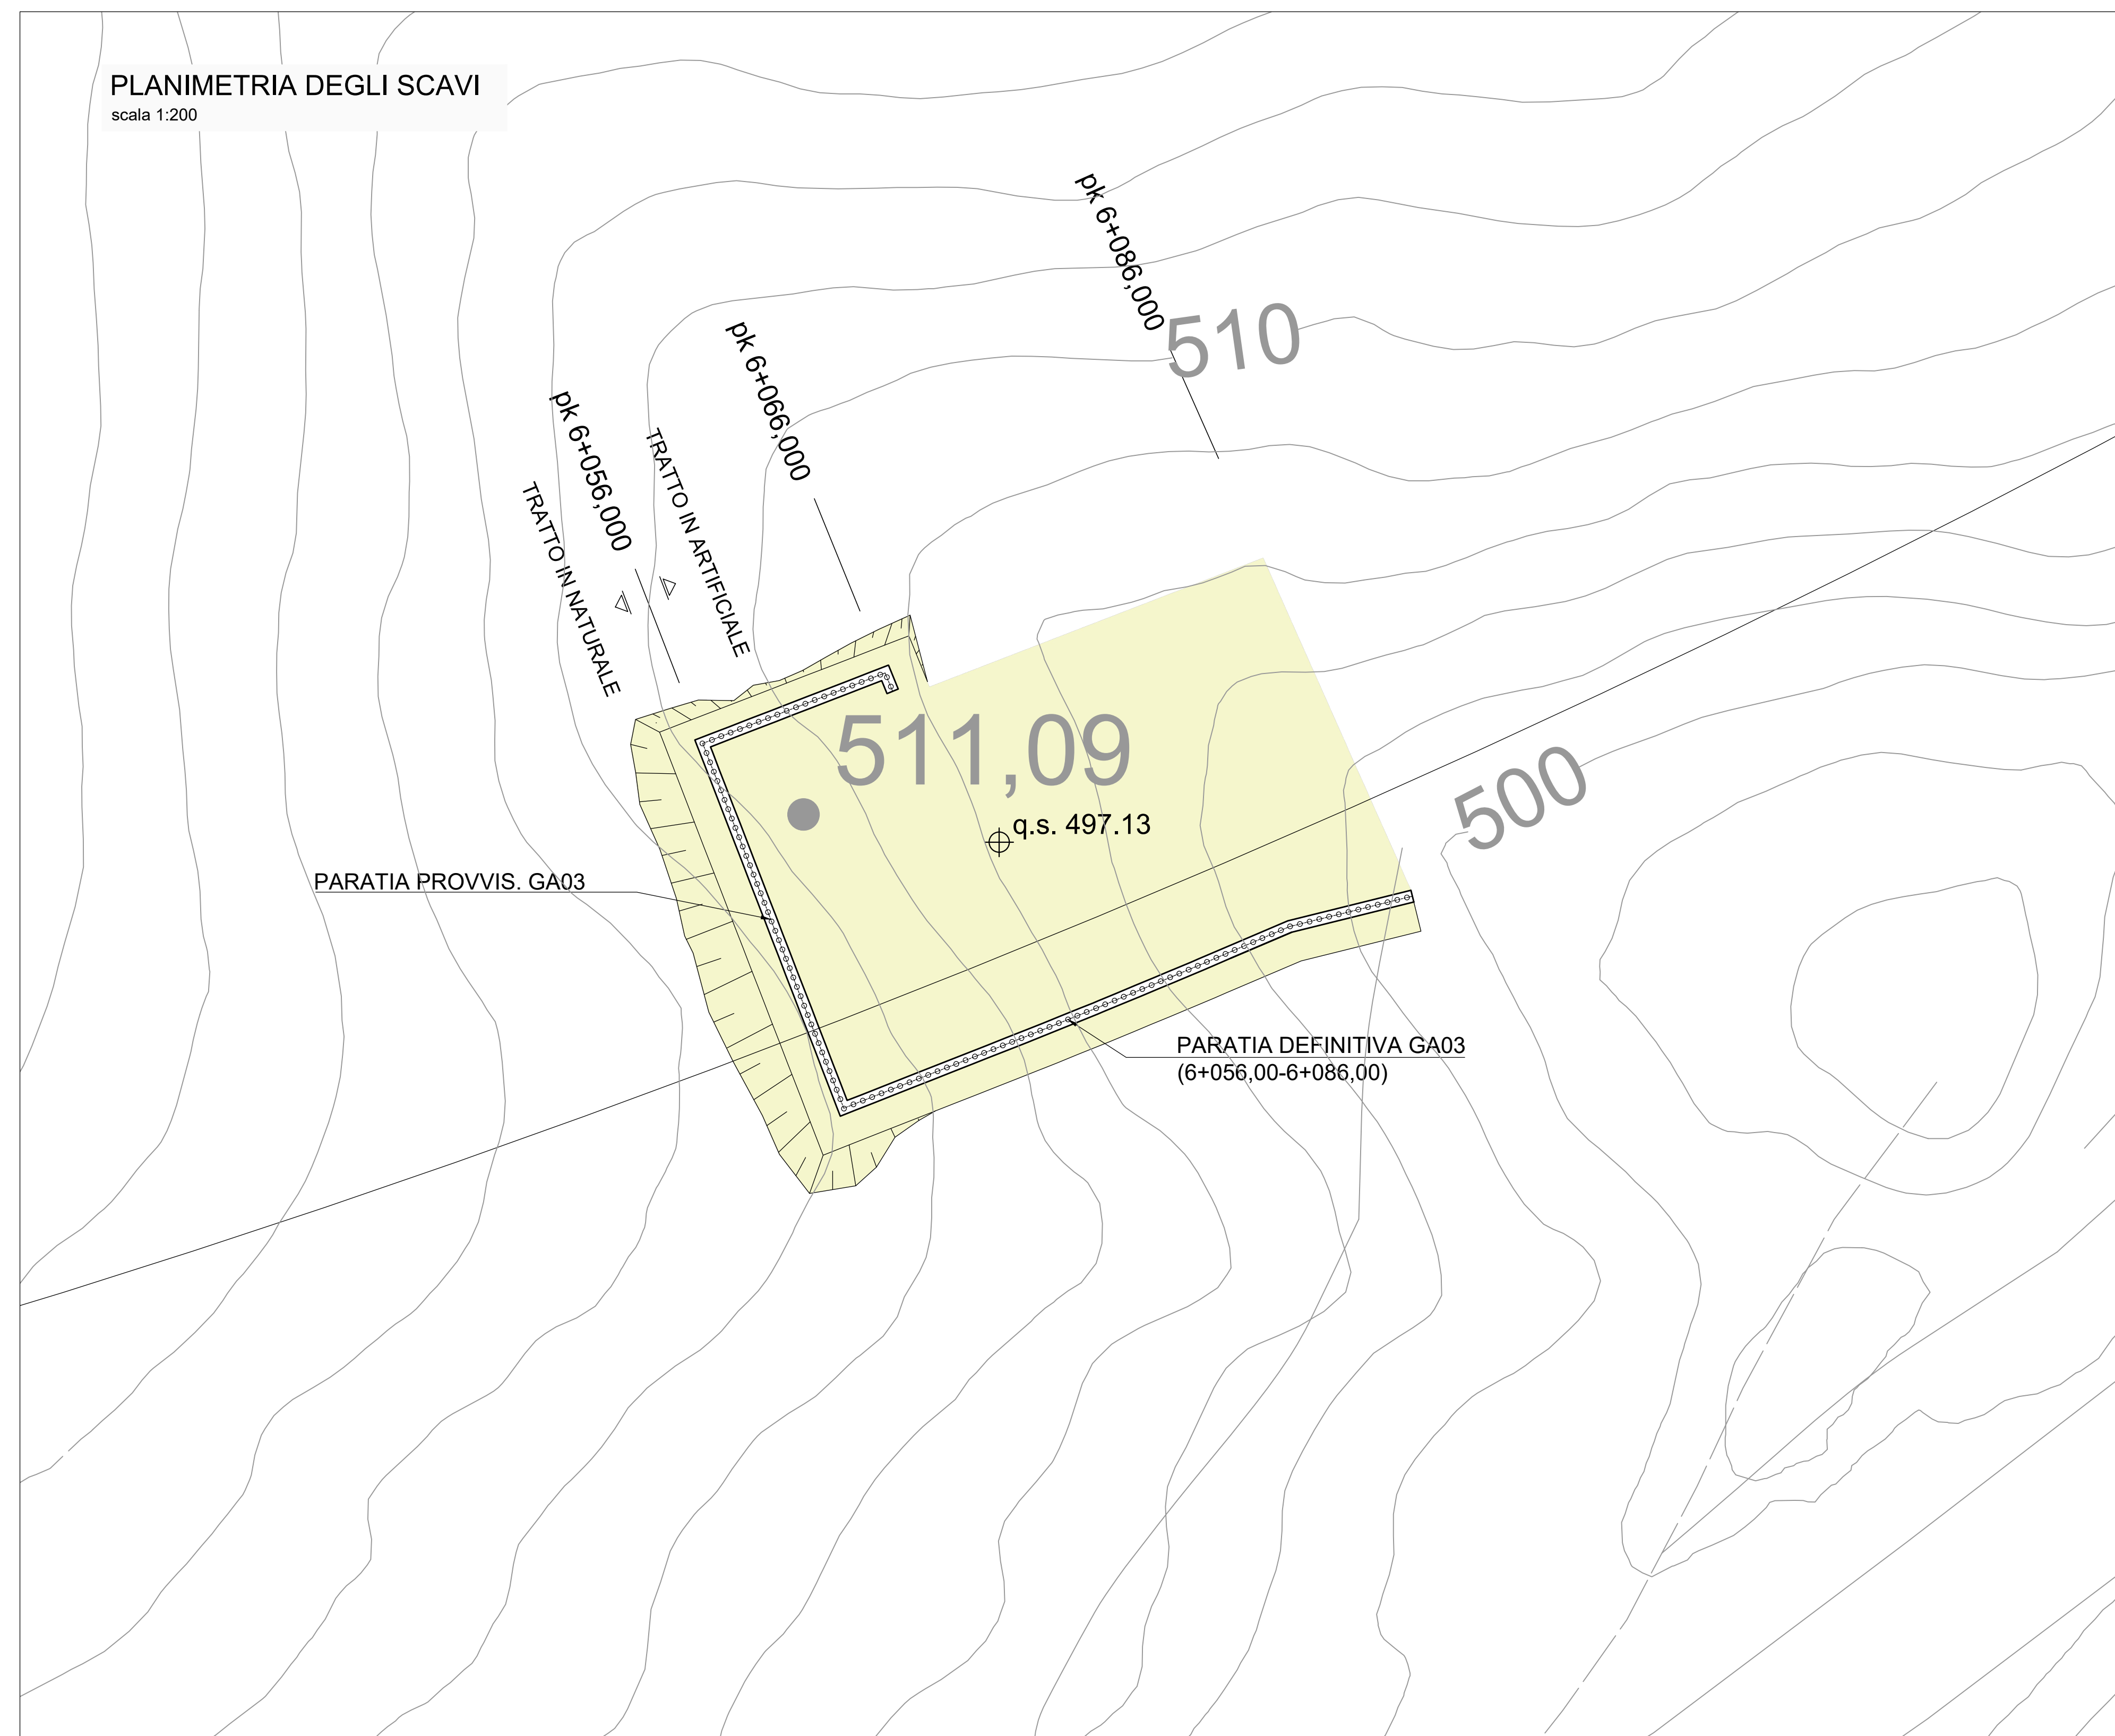 PLANIMETRIA DEGLI SCAVI
scala 1:200
pk 6+086,000
510
pk 6+066,000
pk 6+056,000
TRATTO IN ARTIFICIALE
TRATTO IN NATURALE
511,09
500
q.s. 497.13
PARATIA PROVVIS. GA03
PARATIA DEFINITIVA GA03
(6+056,00-6+086,00)